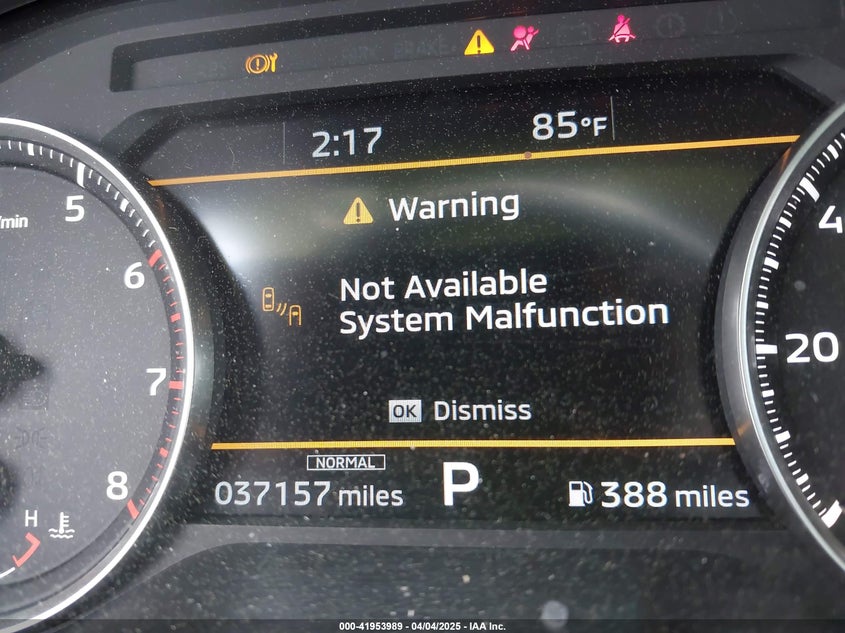 2:17
85°F
/min
5
6
7
8
H
Warning
Not Available
System Malfunction
OK Dismiss
NORMAL
037157 miles
P
388 miles
4
20
000-41953989 - 04/04/2025 - IAA Inc.